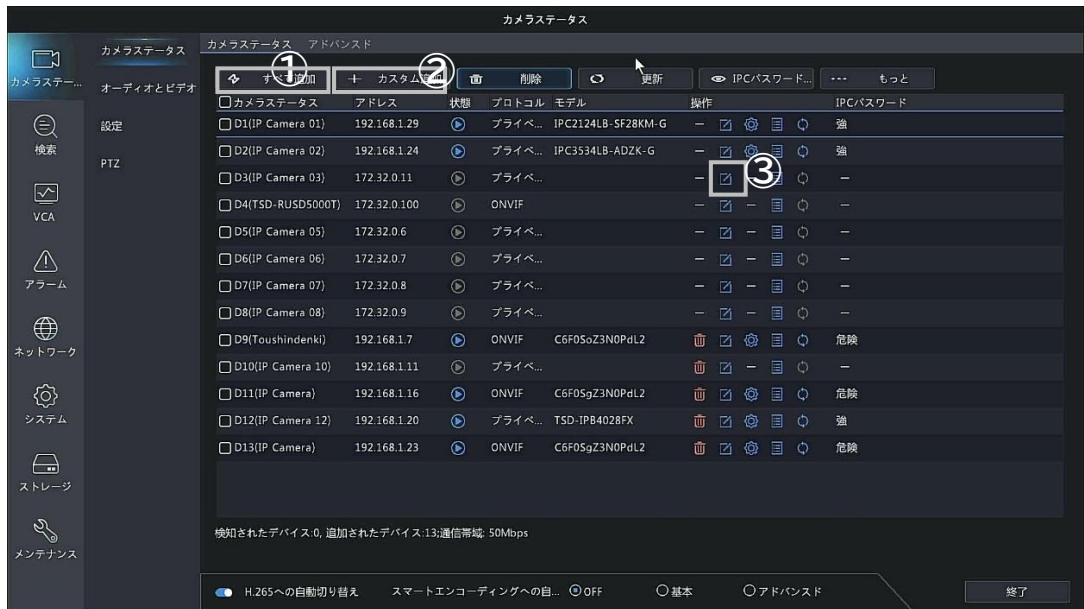 カメラステータス
カメラステー...
検索
VCA
アラーム
ネットワーク
システム
ストレージ
メンテナンス
カメラステータス
オーディオとビデオ
設定
PTZ
カメラステータス アドバンスド
① ② ③
すべて追加 カスタム追加 削除 更新 IPCパスワード... もっと
カメラステータス アドレス 状態 プロトコル モデル 操作 IPCパスワード
D1(IP Camera 01) 192.168.1.29 プライベ... IPC2124LB-SF28KM-G — 強
D2(IP Camera 02) 192.168.1.24 プライベ... IPC3534LB-ADZK-G — 強
D3(IP Camera 03) 172.32.0.11 プライベ... — —
D4(TSD-RUSD5000T) 172.32.0.100 ONVIF — — —
D5(IP Camera 05) 172.32.0.6 プライベ... — — —
D6(IP Camera 06) 172.32.0.7 プライベ... — — —
D7(IP Camera 07) 172.32.0.8 プライベ... — — —
D8(IP Camera 08) 172.32.0.9 プライベ... — — —
D9(Toushindenki) 192.168.1.7 ONVIF C6F0SoZ3N0PdL2 危険
D10(IP Camera 10) 192.168.1.11 プライベ... — —
D11(IP Camera) 192.168.1.16 ONVIF C6F0SgZ3N0PdL2 危険
D12(IP Camera 12) 192.168.1.20 プライベ... TSD-IPB4028FX 強
D13(IP Camera) 192.168.1.23 ONVIF C6F0SgZ3N0PdL2 危険
検知されたデバイス:0, 追加されたデバイス:13;通信帯域: 50Mbps
H.265への自動切り替え スマートエンコーディングへの自... OFF 基本 アドバンスド 終了